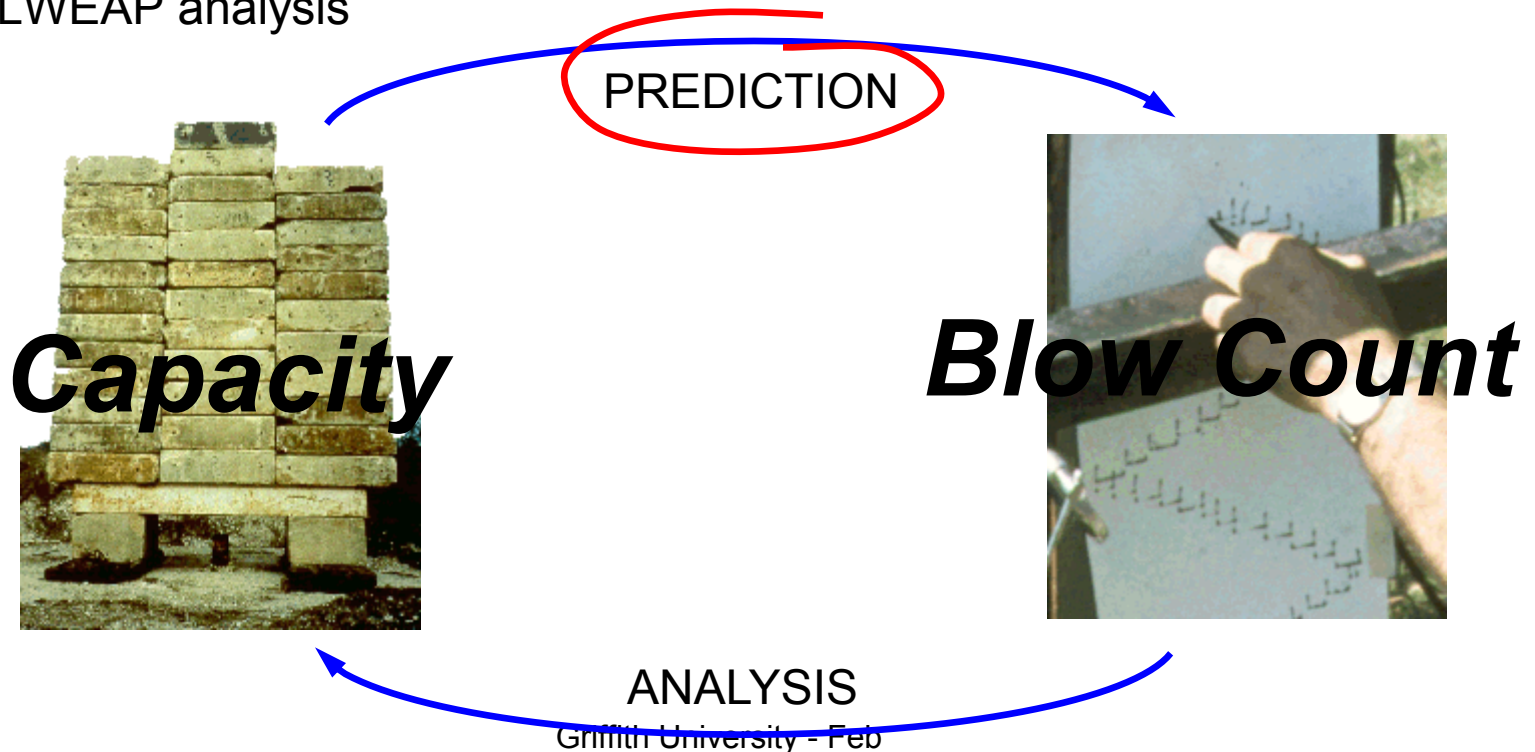 LWEAP analysis
PREDICTION
Capacity
Blow Count
ANALYSIS
Griffith University - Feb